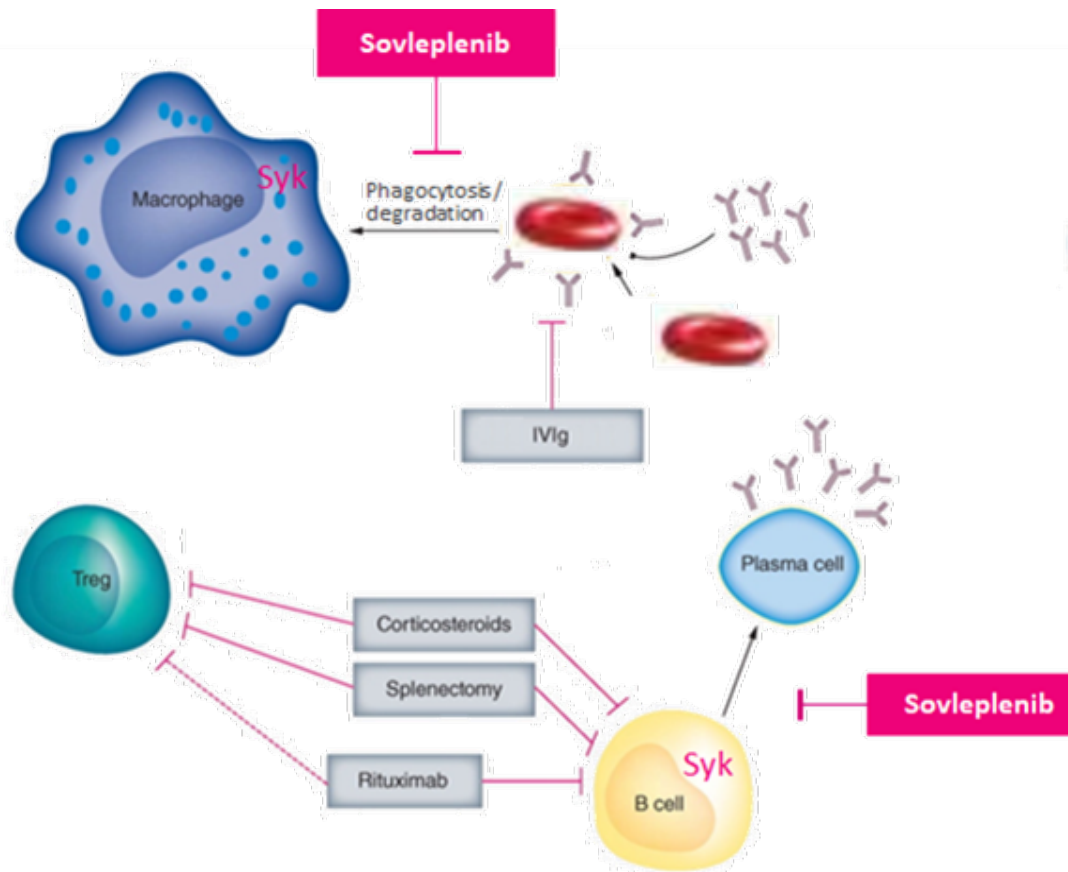 Sovleplenib
Syk
Macrophage
Phagocytosis/
degradation
IVIg
Plasma cell
Treg
Corticosteroids
Splenectomy
Sovleplenib
Syk
Rituximab
B cell